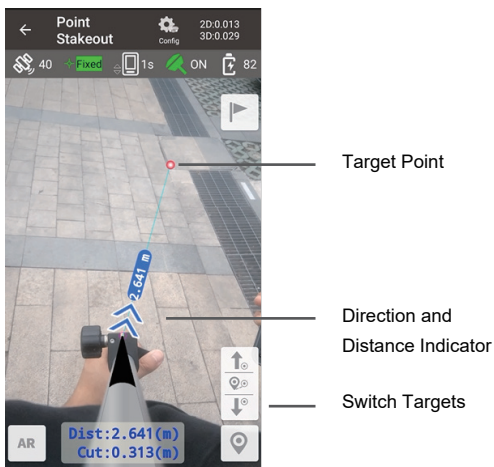 Point
Stakeout
Config
2D:0.013
3D:0.029
40
Fixed
1s
ON
82
Target Point
2.641 m
Direction and
Distance Indicator
Switch Targets
AR
Dist:2.641(m)
Cut:0.313(m)